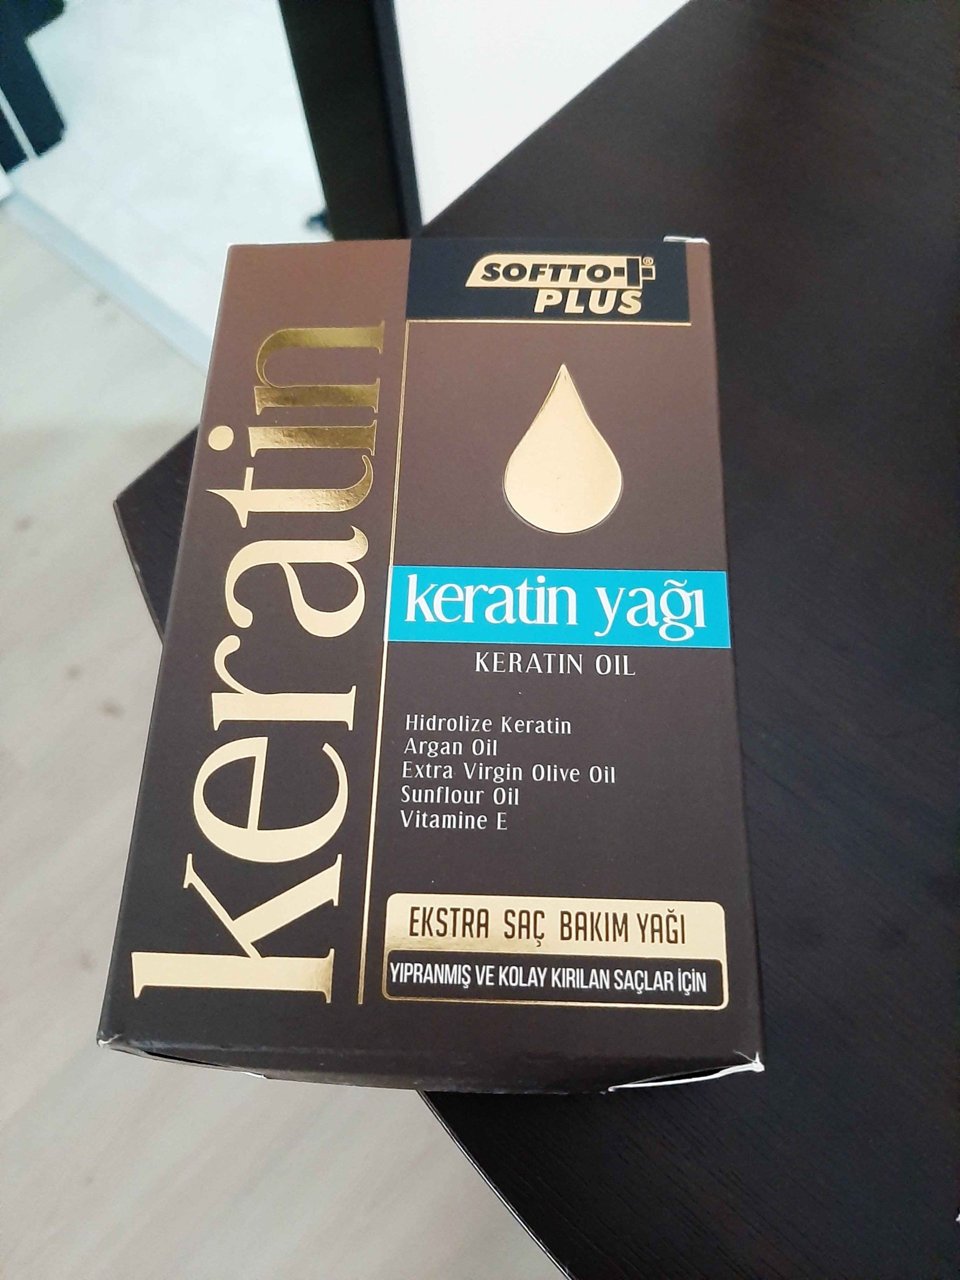 keratin
SOFTTO+®
PLUS
keratin yağı
KERATIN OIL
Hidrolize Keratin
Argan Oil
Extra Virgin Olive Oil
Sunflour Oil
Vitamine E
EKSTRA SAÇ BAKIM YAĞI
YIPRANMIŞ VE KOLAY KIRILAN SAÇLAR İÇİN